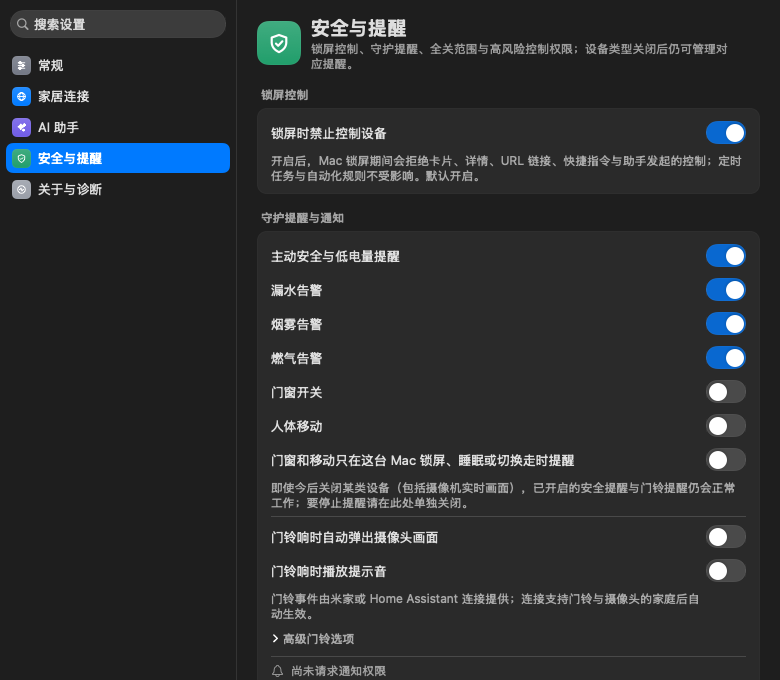 搜索设置
常规
家居连接
AI 助手
安全与提醒
关于与诊断
安全与提醒
锁屏控制、守护提醒、全关范围与高风险控制权限；设备类型关闭后仍可管理对
应提醒。
锁屏控制
锁屏时禁止控制设备
开启后，Mac 锁屏期间会拒绝卡片、详情、URL 链接、快捷指令与助手发起的控制；定时
任务与自动化规则不受影响。默认开启。
守护提醒与通知
主动安全与低电量提醒
漏水告警
烟雾告警
燃气告警
门窗开关
人体移动
门窗和移动只在这台 Mac 锁屏、睡眠或切换走时提醒
即使今后关闭某类设备（包括摄像机实时画面），已开启的安全提醒与门铃提醒仍会正常
工作；要停止提醒请在此处单独关闭。
门铃响时自动弹出摄像头画面
门铃响时播放提示音
门铃事件由米家或 Home Assistant 连接提供；连接支持门铃与摄像头的家庭后自
动生效。
高级门铃选项
尚未请求通知权限